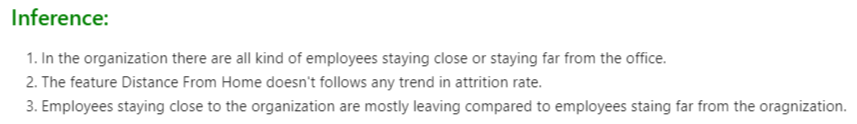 Inference:
1. In the organization there are all kind of employees staying close or staying far from the office.
2. The feature Distance From Home doesn't follows any trend in attrition rate.
3. Employees staying close to the organization are mostly leaving compared to employees staing far from the oragnization.